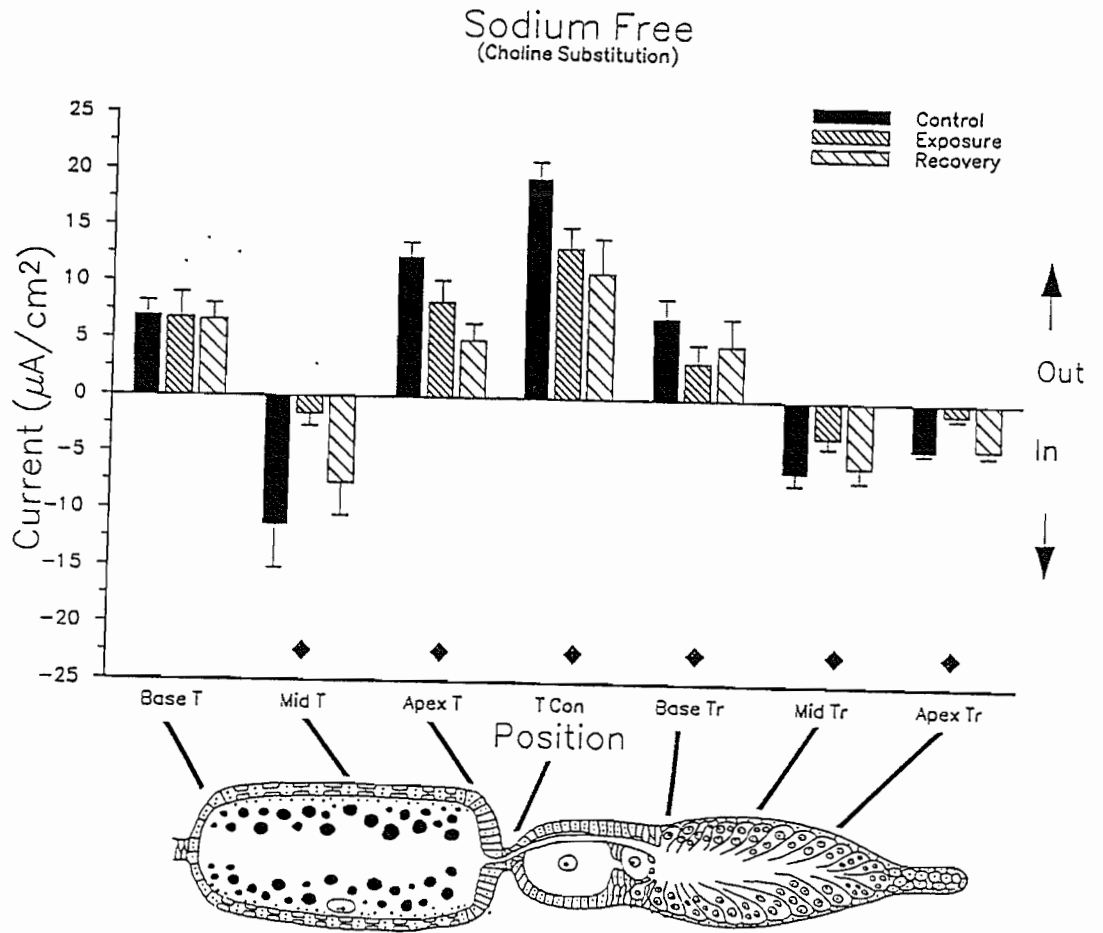 Sodium Free
(Choline Substitution)
Control
Exposure
Recovery
Current (μA/cm²)
25
20
15
10
5
0
−5
−10
−15
−20
−25
Out
In
Base T
Mid T
Apex T
T Con
Base Tr
Mid Tr
Apex Tr
Position